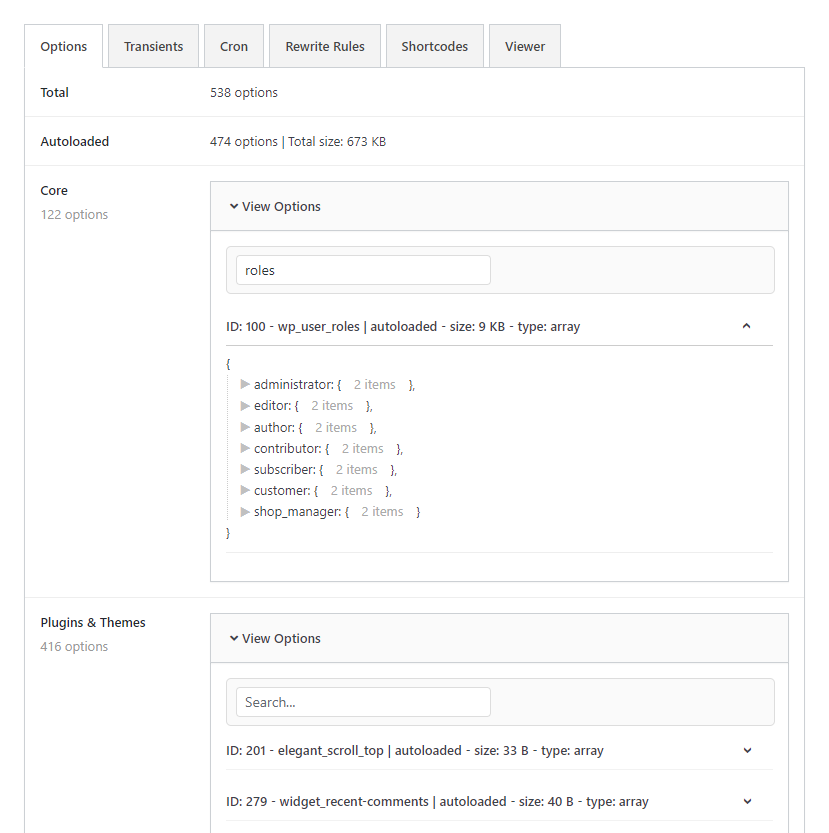 Options Transients Cron Rewrite Rules Shortcodes Viewer
Total 538 options
Autoloaded 474 options | Total size: 673 KB
Core
122 options
View Options
roles
ID: 100 - wp_user_roles | autoloaded - size: 9 KB - type: array
{
administrator: { 2 items },
editor: { 2 items },
author: { 2 items },
contributor: { 2 items },
subscriber: { 2 items },
customer: { 2 items },
shop_manager: { 2 items }
}
Plugins & Themes
416 options
View Options
Search...
ID: 201 - elegant_scroll_top | autoloaded - size: 33 B - type: array
ID: 279 - widget_recent-comments | autoloaded - size: 40 B - type: array